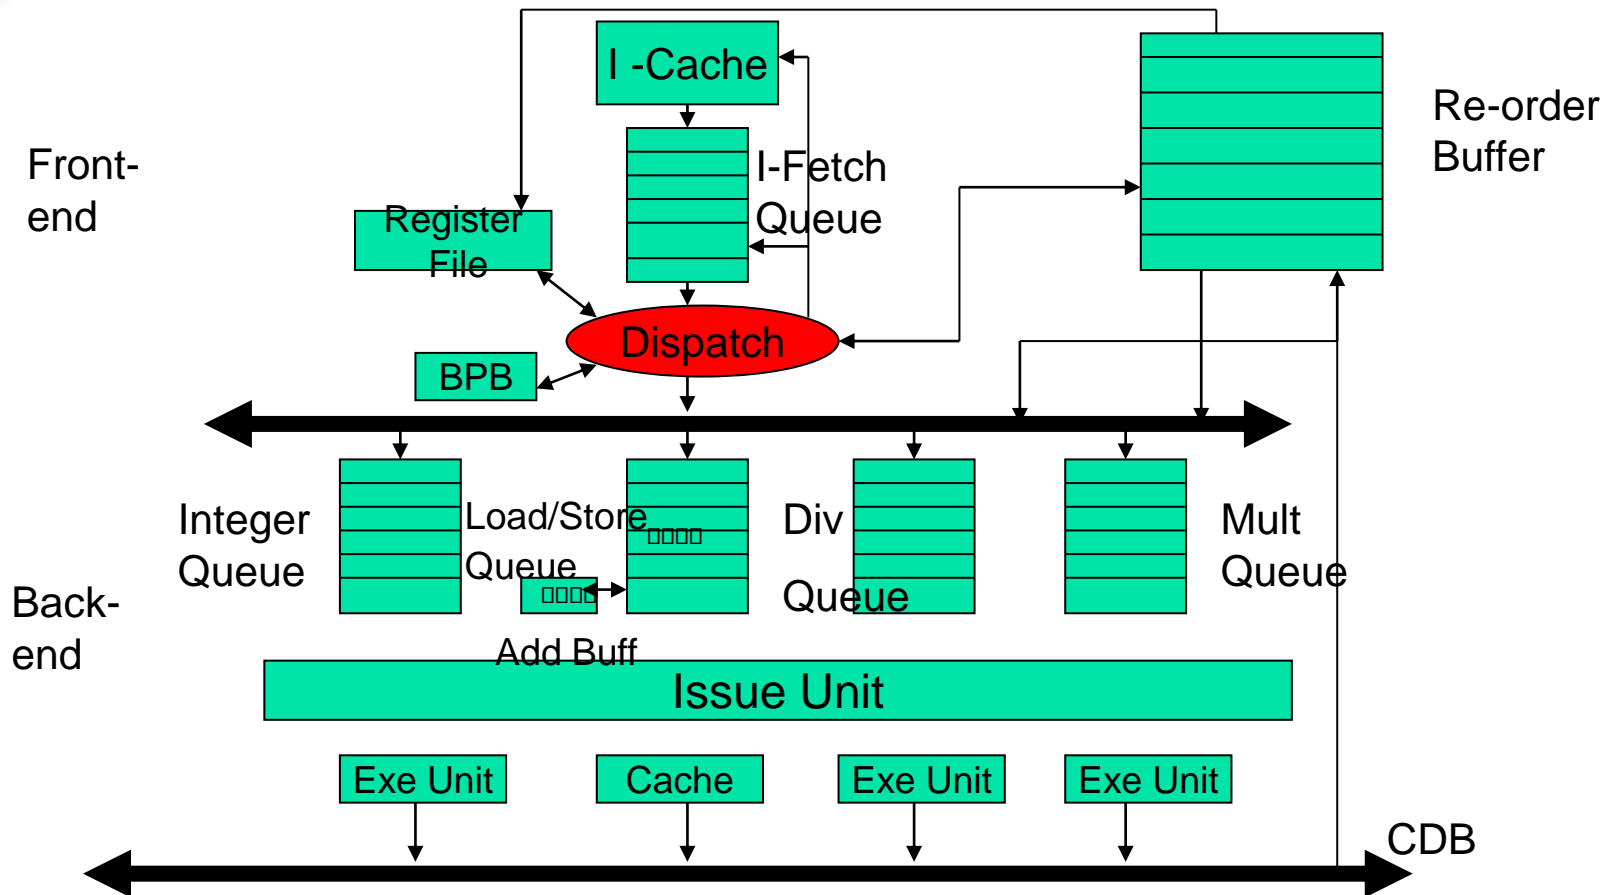 I -Cache
Re-order
Buffer
Front-
end
I-Fetch
Queue
Register
File
Dispatch
BPB
Integer
Queue
Load/Store
Queue
Div
Queue
Mult
Queue
Back-
end
Add Buff
Issue Unit
Exe Unit
Cache
Exe Unit
Exe Unit
CDB